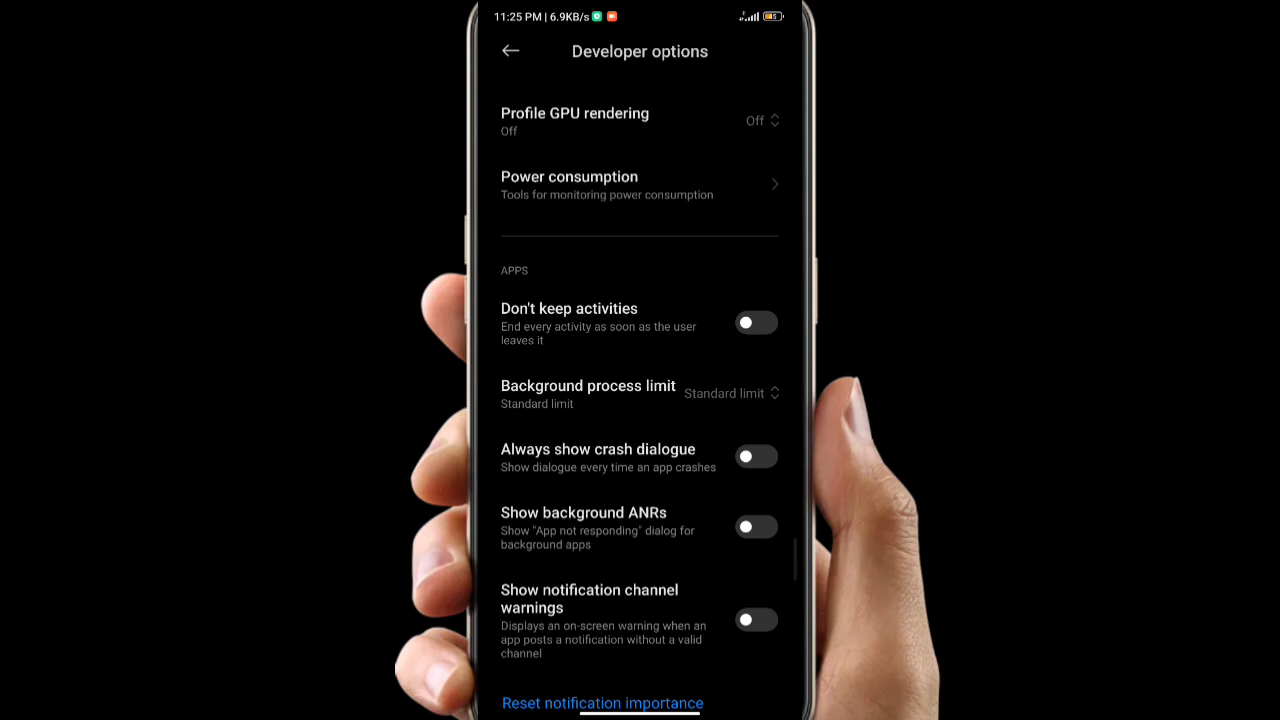 11:25 PM | 6.9KB/s
45
Developer options
Profile GPU rendering
Off
Off
Power consumption
Tools for monitoring power consumption
APPS
Don't keep activities
End every activity as soon as the user
leaves it
Background process limit
Standard limit
Standard limit
Always show crash dialogue
Show dialogue every time an app crashes
Show background ANRs
Show "App not responding" dialog for
background apps
Show notification channel
warnings
Displays an on-screen warning when an
app posts a notification without a valid
channel
Reset notification importance